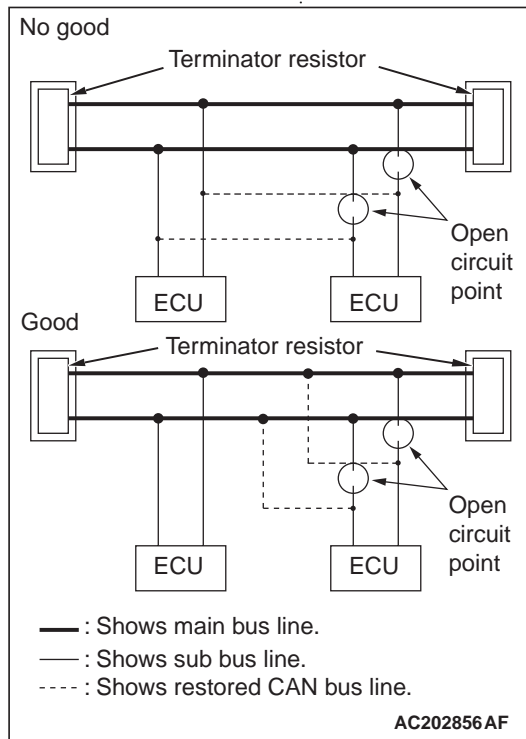 No good
Terminator resistor
Open
circuit
point
ECU
ECU
Good
Terminator resistor
Open
circuit
point
ECU
ECU
: Shows main bus line.
: Shows sub bus line.
: Shows restored CAN bus line.
AC202856AF